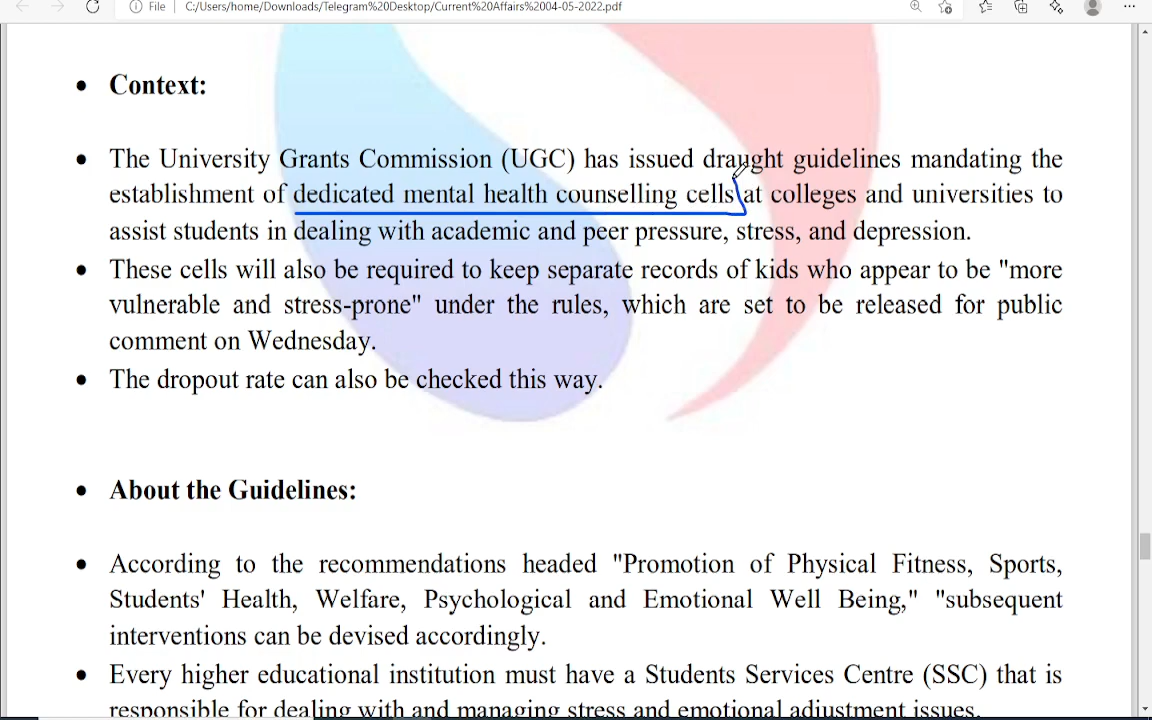 File C:/Users/home/Downloads/Telegram%20Desktop/Current%20Affairs%2004-05-2022.pdf
• Context:
• The University Grants Commission (UGC) has issued draught guidelines mandating the
establishment of dedicated mental health counselling cells at colleges and universities to
assist students in dealing with academic and peer pressure, stress, and depression.
• These cells will also be required to keep separate records of kids who appear to be "more
vulnerable and stress-prone" under the rules, which are set to be released for public
comment on Wednesday.
• The dropout rate can also be checked this way.
• About the Guidelines:
• According to the recommendations headed "Promotion of Physical Fitness, Sports,
Students' Health, Welfare, Psychological and Emotional Well Being," "subsequent
interventions can be devised accordingly.
• Every higher educational institution must have a Students Services Centre (SSC) that is
responsible for dealing with and managing stress and emotional adjustment issues.